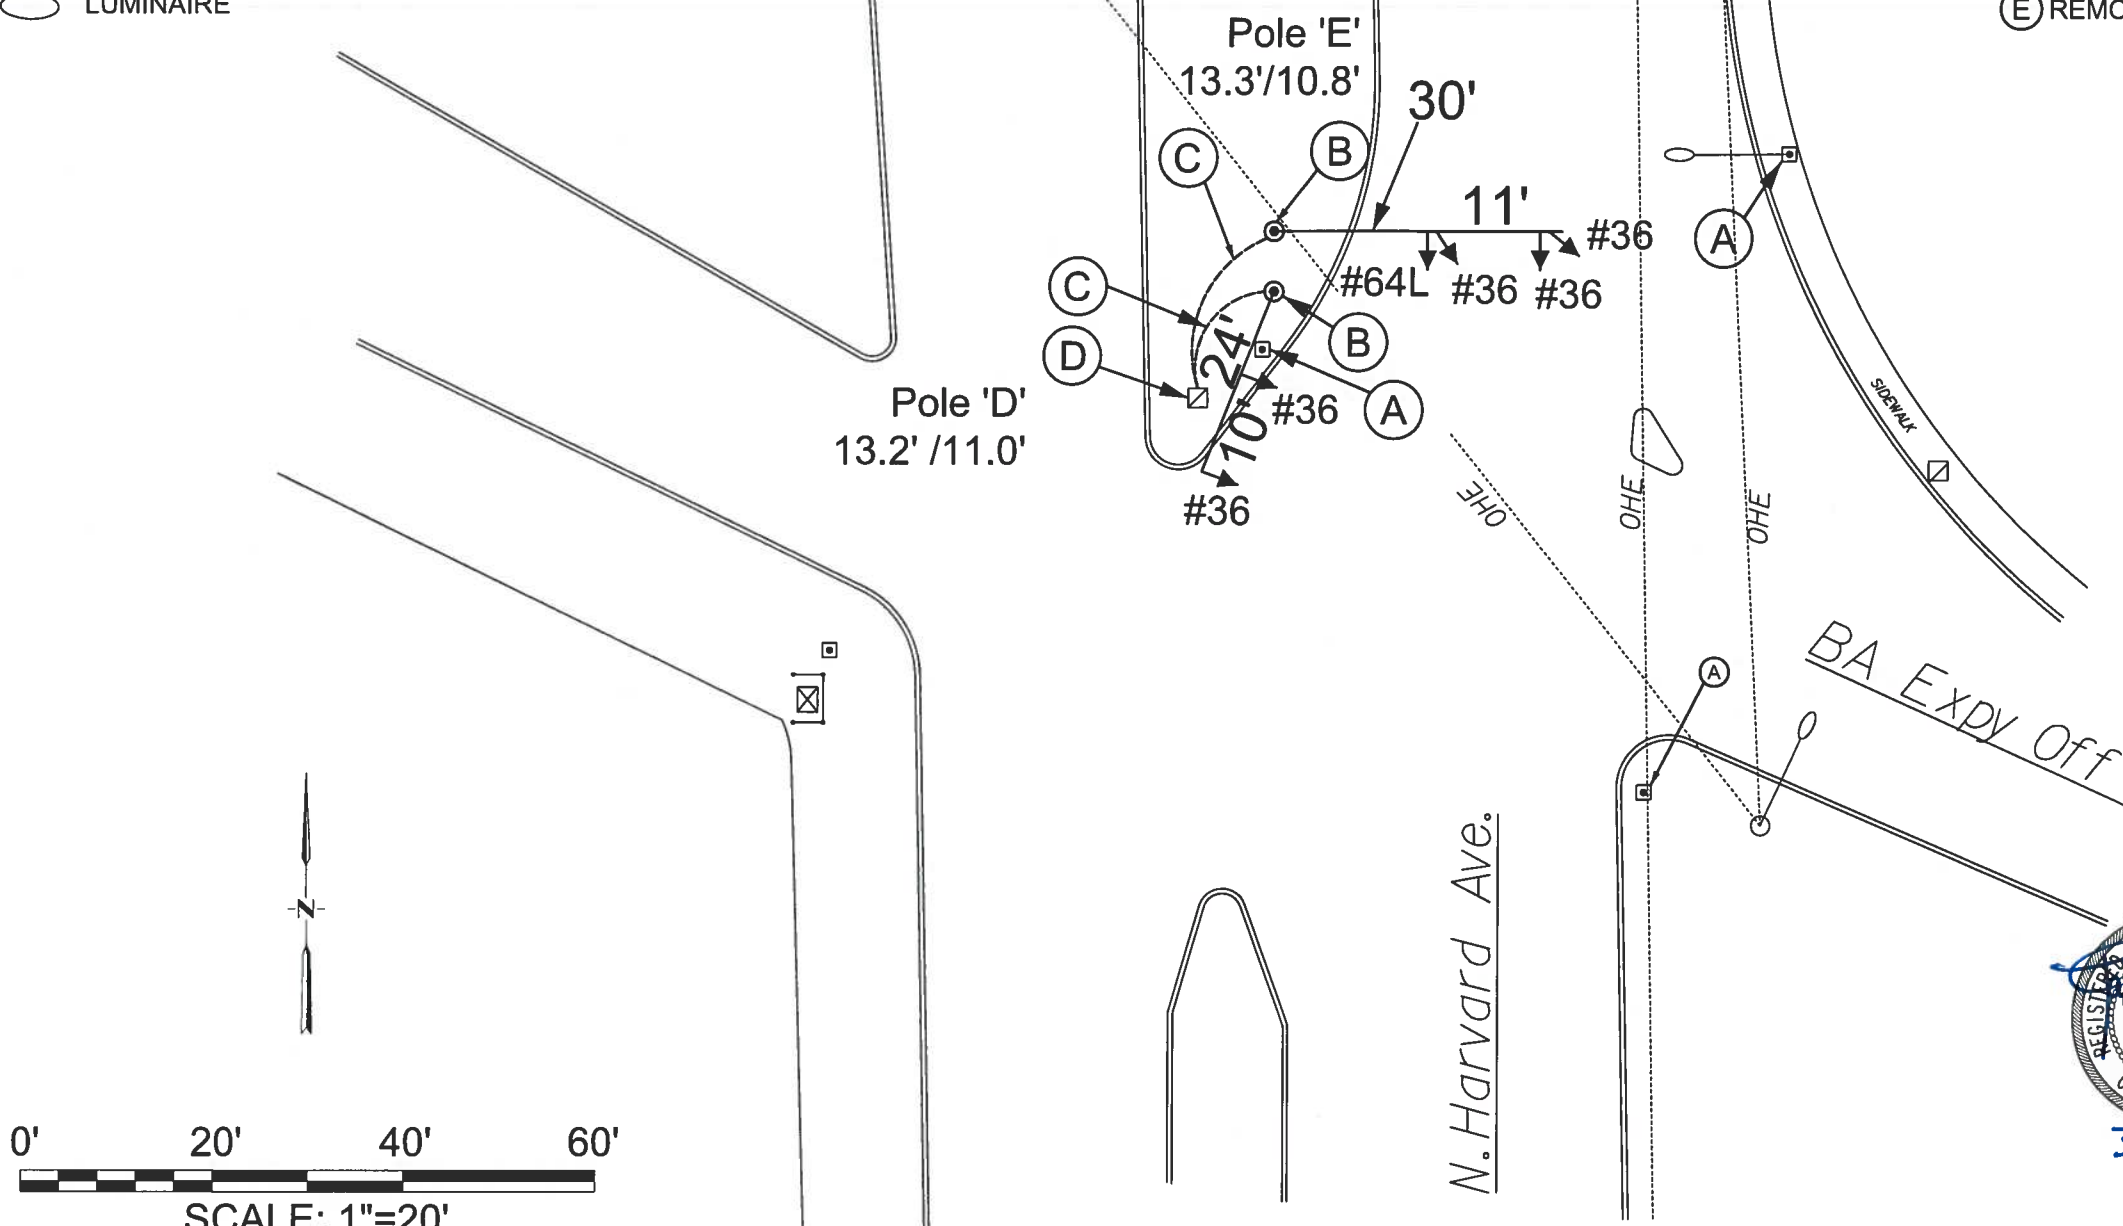 LUMINAIRE
E REMO
Pole 'E'
13.3'/10.8'
30'
C
B
11'
#36
A
#64L
#36
#36
C
B
D
24'
#36
A
10'
#36
Pole 'D'
13.2' /11.0'
SIDEWALK
OHE
OHE
OHE
A
BA Expy Off
N
N.Harvard Ave.
0' 20' 40' 60'
SCALE: 1"=20'